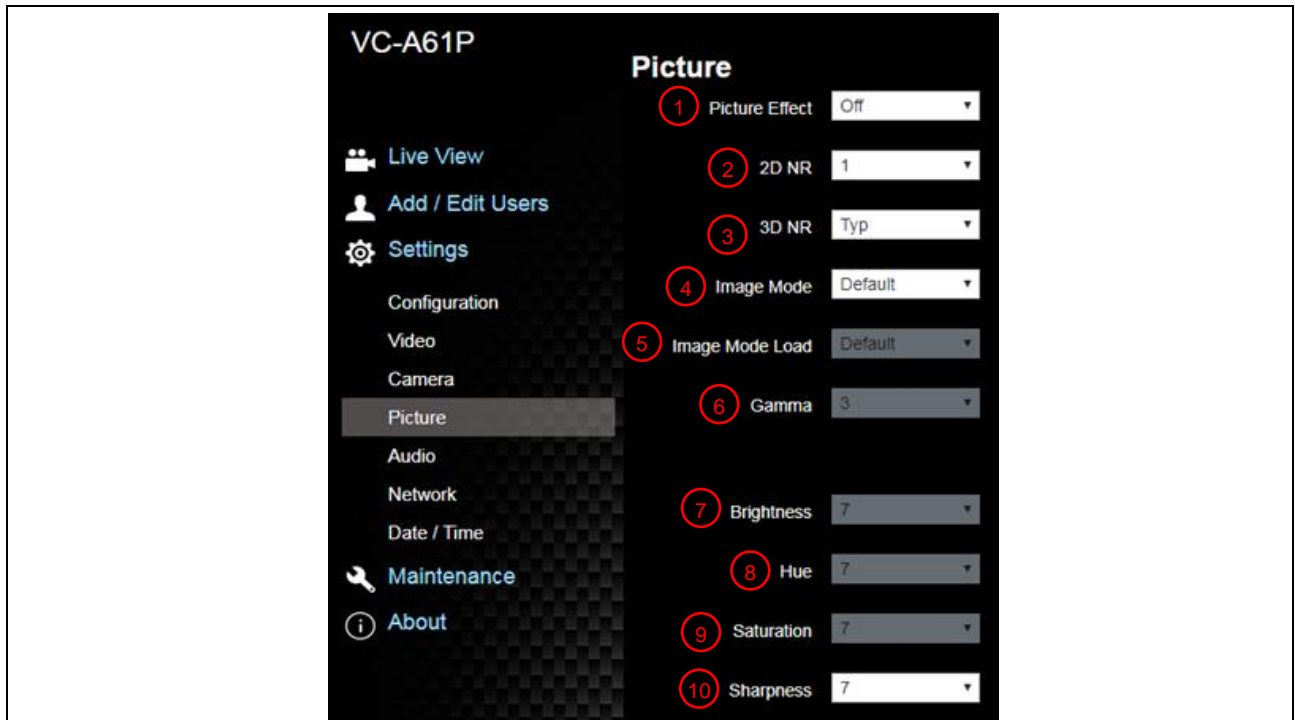 VC-A61P
Live View
Add / Edit Users
Settings
Configuration
Video
Camera
Picture
Audio
Network
Date / Time
Maintenance
About
Picture
1 Picture Effect Off
2 2D NR 1
3 3D NR Typ
4 Image Mode Default
5 Image Mode Load Default
6 Gamma 3
7 Brightness 7
8 Hue 7
9 Saturation 7
10 Sharpness 7